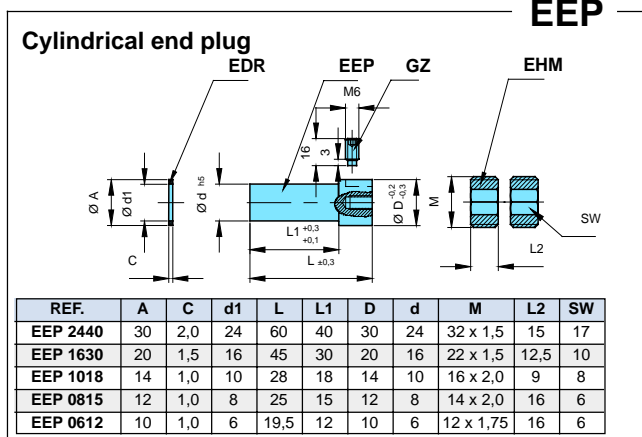 EEP
Cylindrical end plug
EDR EEP GZ EHM
M6
16 3
Ø A Ø d1 Ø d h5 Ø D -0,2 -0,3 M
SW
L1 +0,3 +0,1
L2
C L ±0,3
REF. A C d1 L L1 D d M L2 SW
EEP 2440 30 2,0 24 60 40 30 24 32 x 1,5 15 17
EEP 1630 20 1,5 16 45 30 20 16 22 x 1,5 12,5 10
EEP 1018 14 1,0 10 28 18 14 10 16 x 2,0 9 8
EEP 0815 12 1,0 8 25 15 12 8 14 x 2,0 16 6
EEP 0612 10 1,0 6 19,5 12 10 6 12 x 1,75 16 6